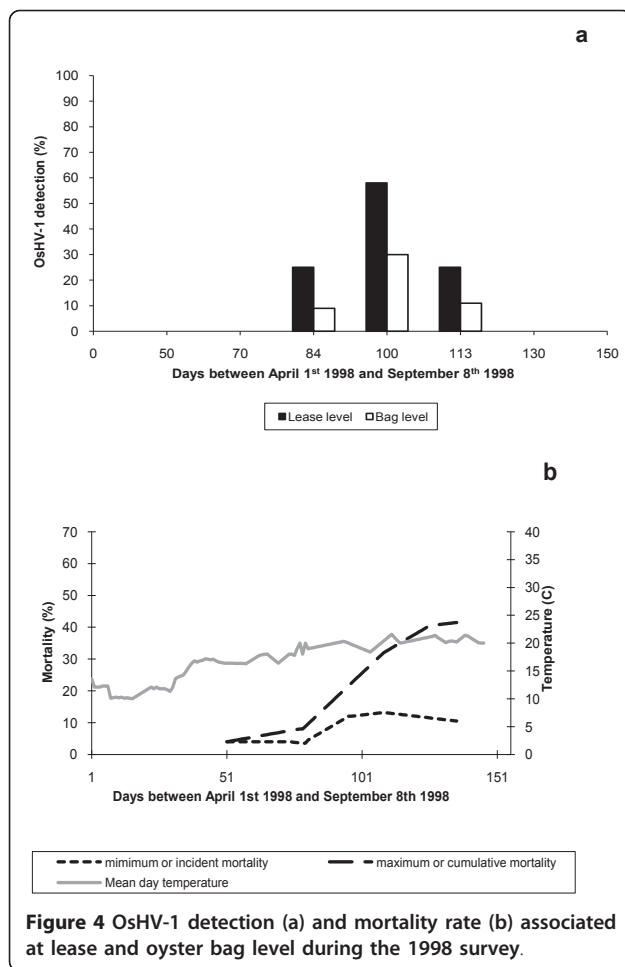 a
100
90
80
70
60
50
40
30
20
10
0
OsHV-1 detection (%)
0 50 70 84 100 113 130 150
Days between April 1st 1998 and September 8th 1998
Lease level Bag level
b
70
60
50
40
30
20
10
0
Mortality (%)
40
35
30
25
20
15
10
5
0
Temperature (C)
1 51 101 151
Days between April 1st 1998 and September 8th 1998
mimimum or incident mortality maximum or cumulative mortality
Mean day temperature
Figure 4 OsHV-1 detection (a) and mortality rate (b) associated
at lease and oyster bag level during the 1998 survey.